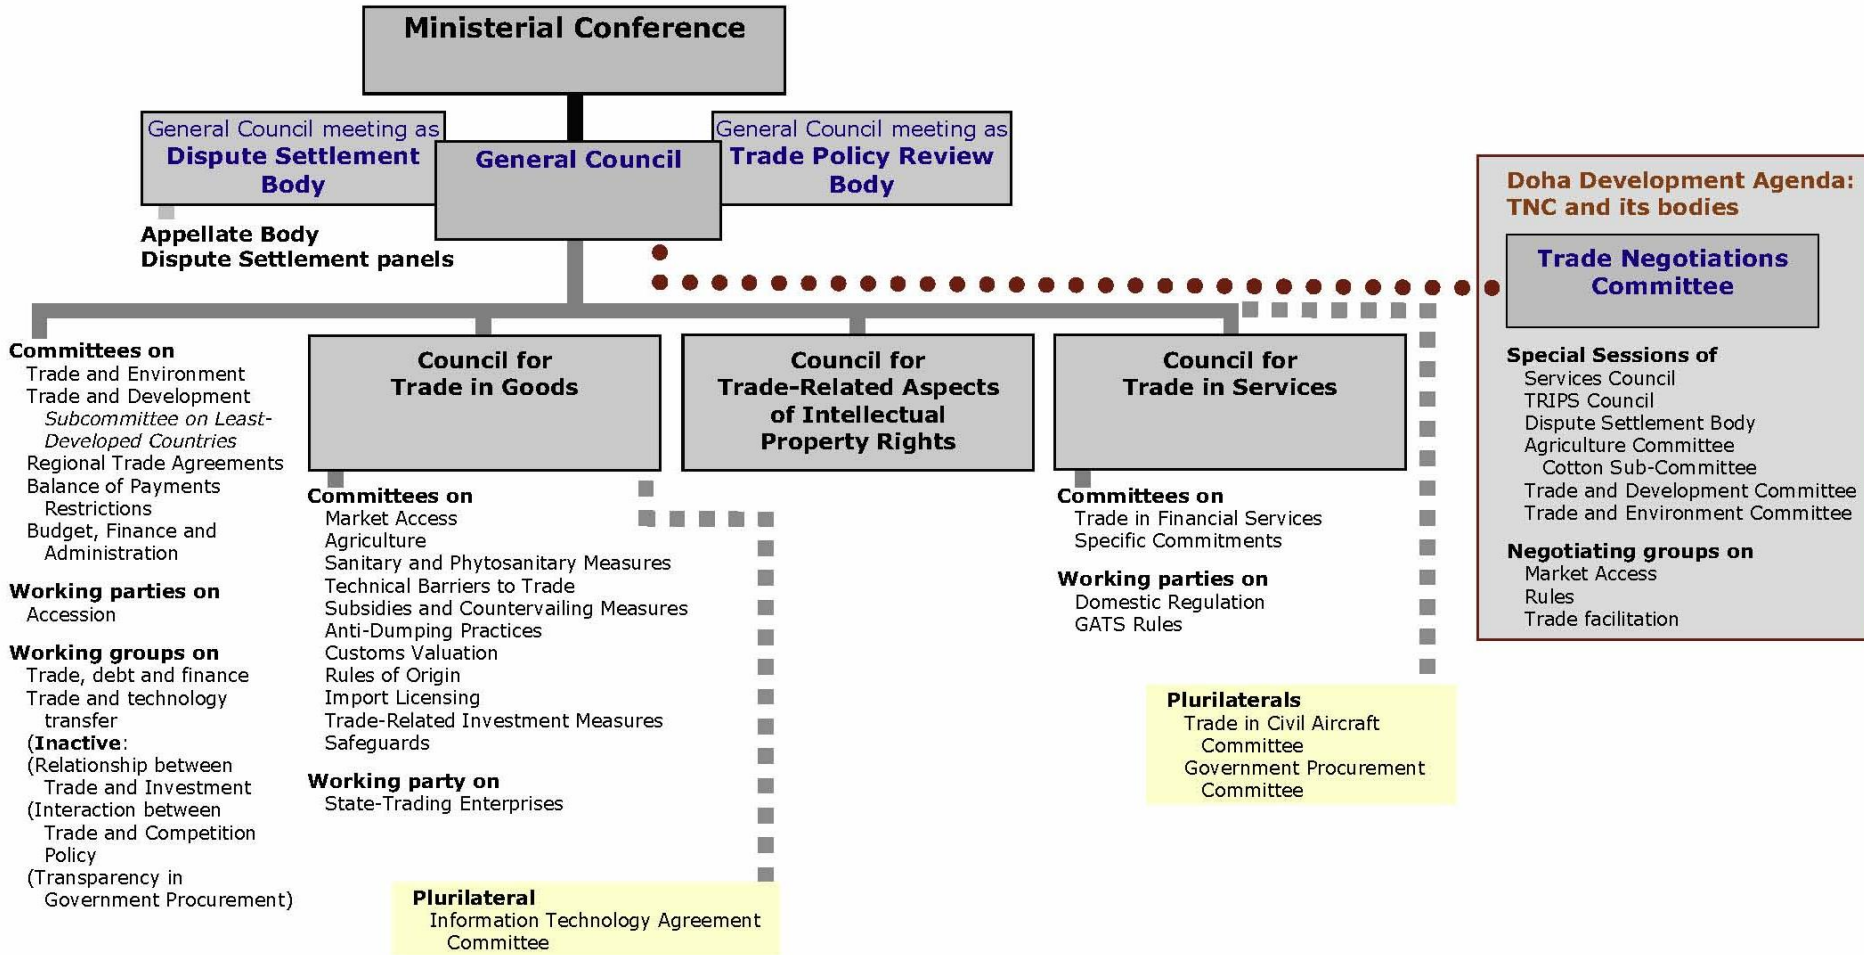 Ministerial Conference
General Council meeting as
Dispute Settlement
Body
General Council
General Council meeting as
Trade Policy Review
Body
Appellate Body
Dispute Settlement panels
Doha Development Agenda:
TNC and its bodies
Trade Negotiations
Committee
Special Sessions of
Services Council
TRIPS Council
Dispute Settlement Body
Agriculture Committee
Cotton Sub-Committee
Trade and Development Committee
Trade and Environment Committee
Negotiating groups on
Market Access
Rules
Trade facilitation
Committees on
Trade and Environment
Trade and Development
Subcommittee on Least-
Developed Countries
Regional Trade Agreements
Balance of Payments
Restrictions
Budget, Finance and
Administration
Working parties on
Accession
Working groups on
Trade, debt and finance
Trade and technology
transfer
(Inactive:
(Relationship between
Trade and Investment
(Interaction between
Trade and Competition
Policy
(Transparency in
Government Procurement)
Council for
Trade in Goods
Committees on
Market Access
Agriculture
Sanitary and Phytosanitary Measures
Technical Barriers to Trade
Subsidies and Countervailing Measures
Anti-Dumping Practices
Customs Valuation
Rules of Origin
Import Licensing
Trade-Related Investment Measures
Safeguards
Working party on
State-Trading Enterprises
Plurilateral
Information Technology Agreement
Committee
Council for
Trade-Related Aspects
of Intellectual
Property Rights
Council for
Trade in Services
Committees on
Trade in Financial Services
Specific Commitments
Working parties on
Domestic Regulation
GATS Rules
Plurilaterals
Trade in Civil Aircraft
Committee
Government Procurement
Committee